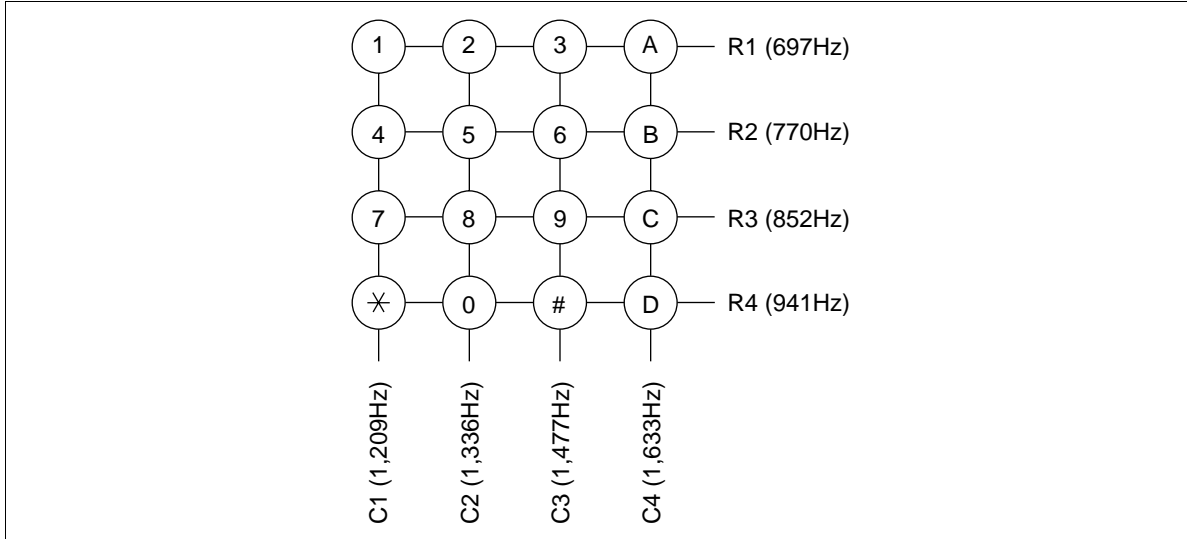 1 2 3 A R1 (697Hz)
4 5 6 B R2 (770Hz)
7 8 9 C R3 (852Hz)
* 0 # D R4 (941Hz)
C1 (1,209Hz)
C2 (1,336Hz)
C3 (1,477Hz)
C4 (1,633Hz)